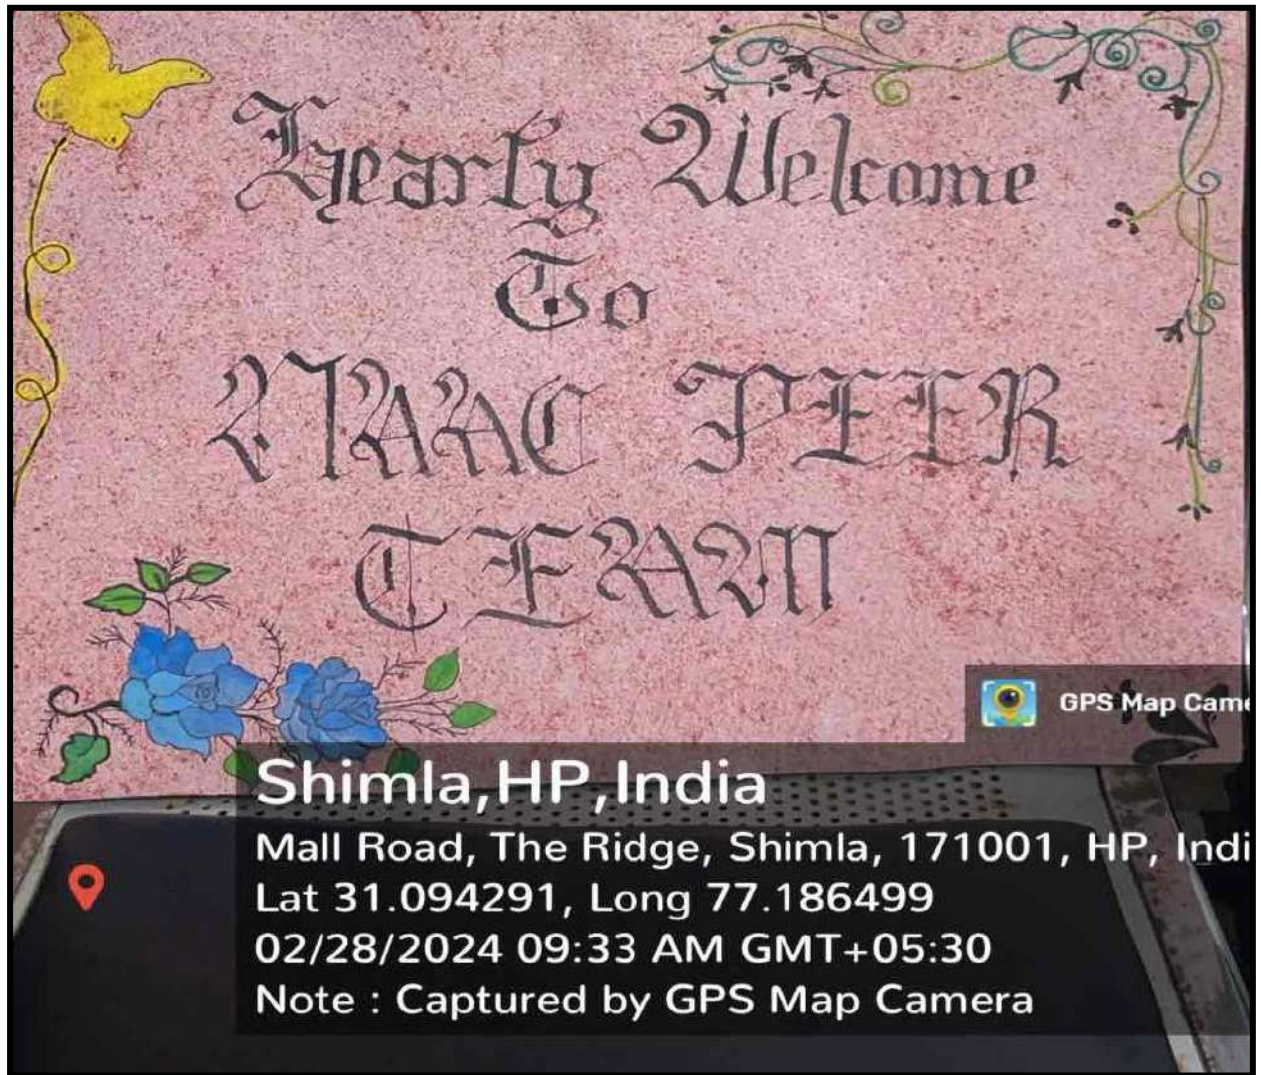 Hearly Welcome
To
NAAC PEER
TEAM
GPS Map Came
Shimla,HP,India
Mall Road, The Ridge, Shimla, 171001, HP, Indi
Lat 31.094291, Long 77.186499
02/28/2024 09:33 AM GMT+05:30
Note : Captured by GPS Map Camera